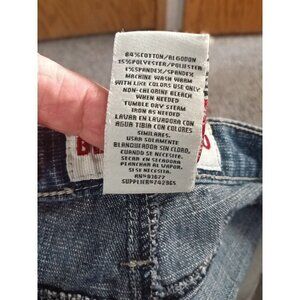 84%COTTON/ALGODON
15%POLYESTER/POLIESTER
1%SPANDEX/SPANDEX
MACHINE WASH WARM
WITH LIKE COLORS USE ONLY
NON-CHLORINE BLEACH
WHEN NEEDED
TUMBLE DRY STEAM
IRON AS NEEDED
LAVAR EN LAVADORA CON
AGUA TIBIA CON COLORES
SIMILARES.
USAR SOLAMENTE
BLANQUEADOR SIN CLORO,
CUANDO SE NECESITE.
SECAR EN SECADORA
PLANCHAR AL VAPOR,
SI SE NECESITA.